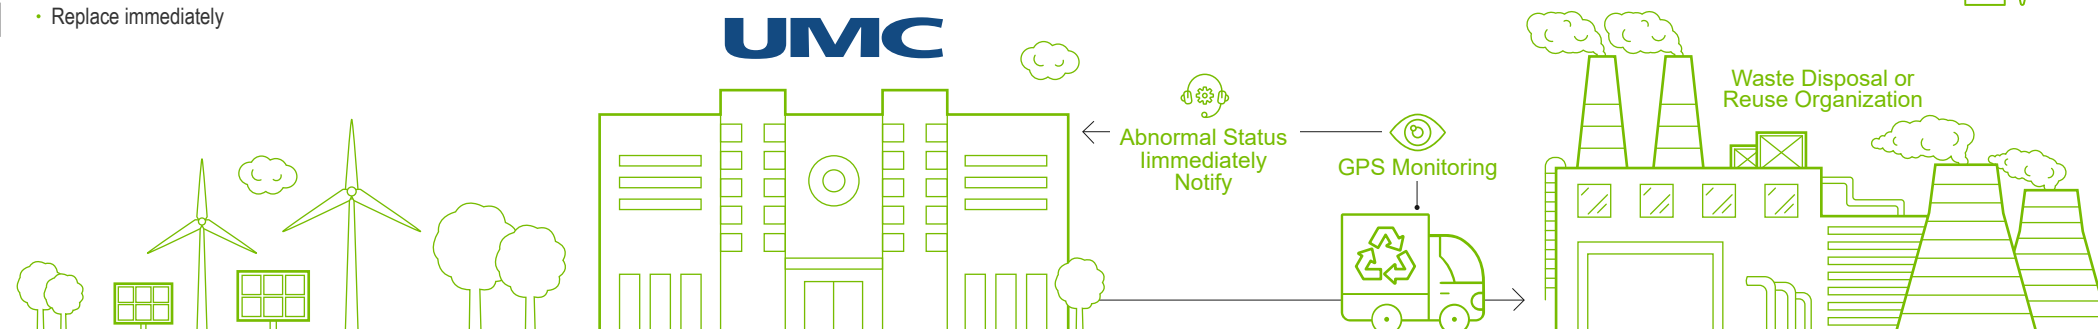 • Replace immediately
UMC
Waste Disposal or
Reuse Organization
Abnormal Status
Iimmediately
Notify
GPS Monitoring